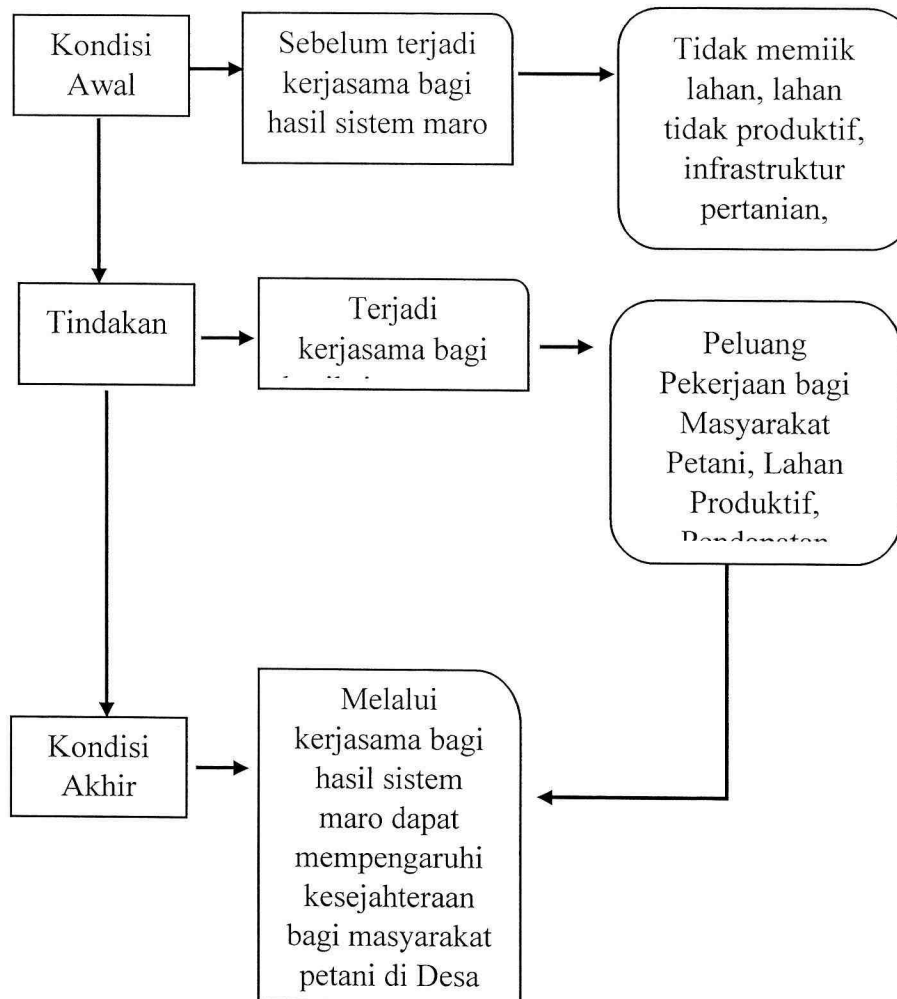 Kondisi
Awal
Sebelum terjadi
kerjasama bagi
hasil sistem maro
Tidak memiik
lahan, lahan
tidak produktif,
infrastruktur
pertanian,
Tindakan
Terjadi
kerjasama bagi
Peluang
Pekerjaan bagi
Masyarakat
Petani, Lahan
Produktif,
Pendapatan
Kondisi
Akhir
Melalui
kerjasama bagi
hasil sistem
maro dapat
mempengaruhi
kesejahteraan
bagi masyarakat
petani di Desa